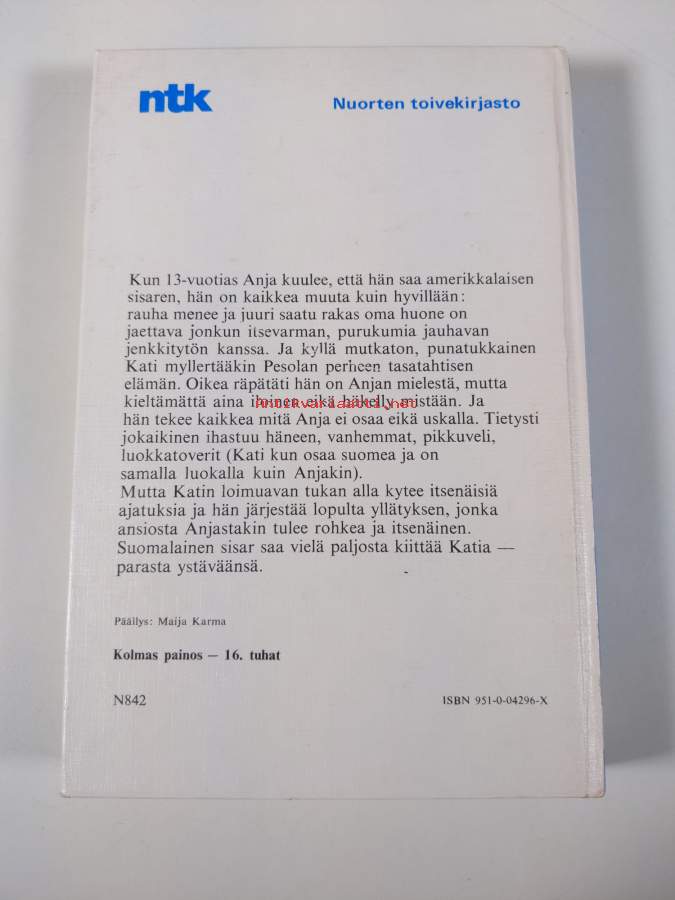 ntk
Nuorten toivekirjasto
Kun 13-vuotias Anja kuulee, että hän saa amerikkalaisen
sisaren, hän on kaikkea muuta kuin hyvillään:
rauha menee ja juuri saatu rakas oma huone on
jaettava jonkun itsevarman, purukumia jauhavan
jenkkitytön kanssa. Ja kyllä mutkaton, punatukkainen
Kati myllertääkin Pesolan perheen tasatahtisen
elämän. Oikea räpätäti hän on Anjan mielestä, mutta
kieltämättä aina iloinen eikä hätkelly mistään. Ja
Antikvariaatti.net
hän tekee kaikkea mitä Anja ei osaa eikä uskalla. Tietysti
jokaikinen ihastuu häneen, vanhemmat, pikkuveli,
luokkatoverit (Kati kun osaa suomea ja on
samalla luokalla kuin Anjakin).
Mutta Katin loimuavan tukan alla kytee itsenäisiä
ajatuksia ja hän järjestää lopulta yllätyksen, jonka
ansiosta Anjastakin tulee rohkea ja itsenäinen.
Suomalainen sisar saa vielä paljosta kiittää Katia —
parasta ystäväänsä.
Päällys: Maija Karma
Kolmas painos — 16. tuhat
N842
ISBN 951-0-04296-X